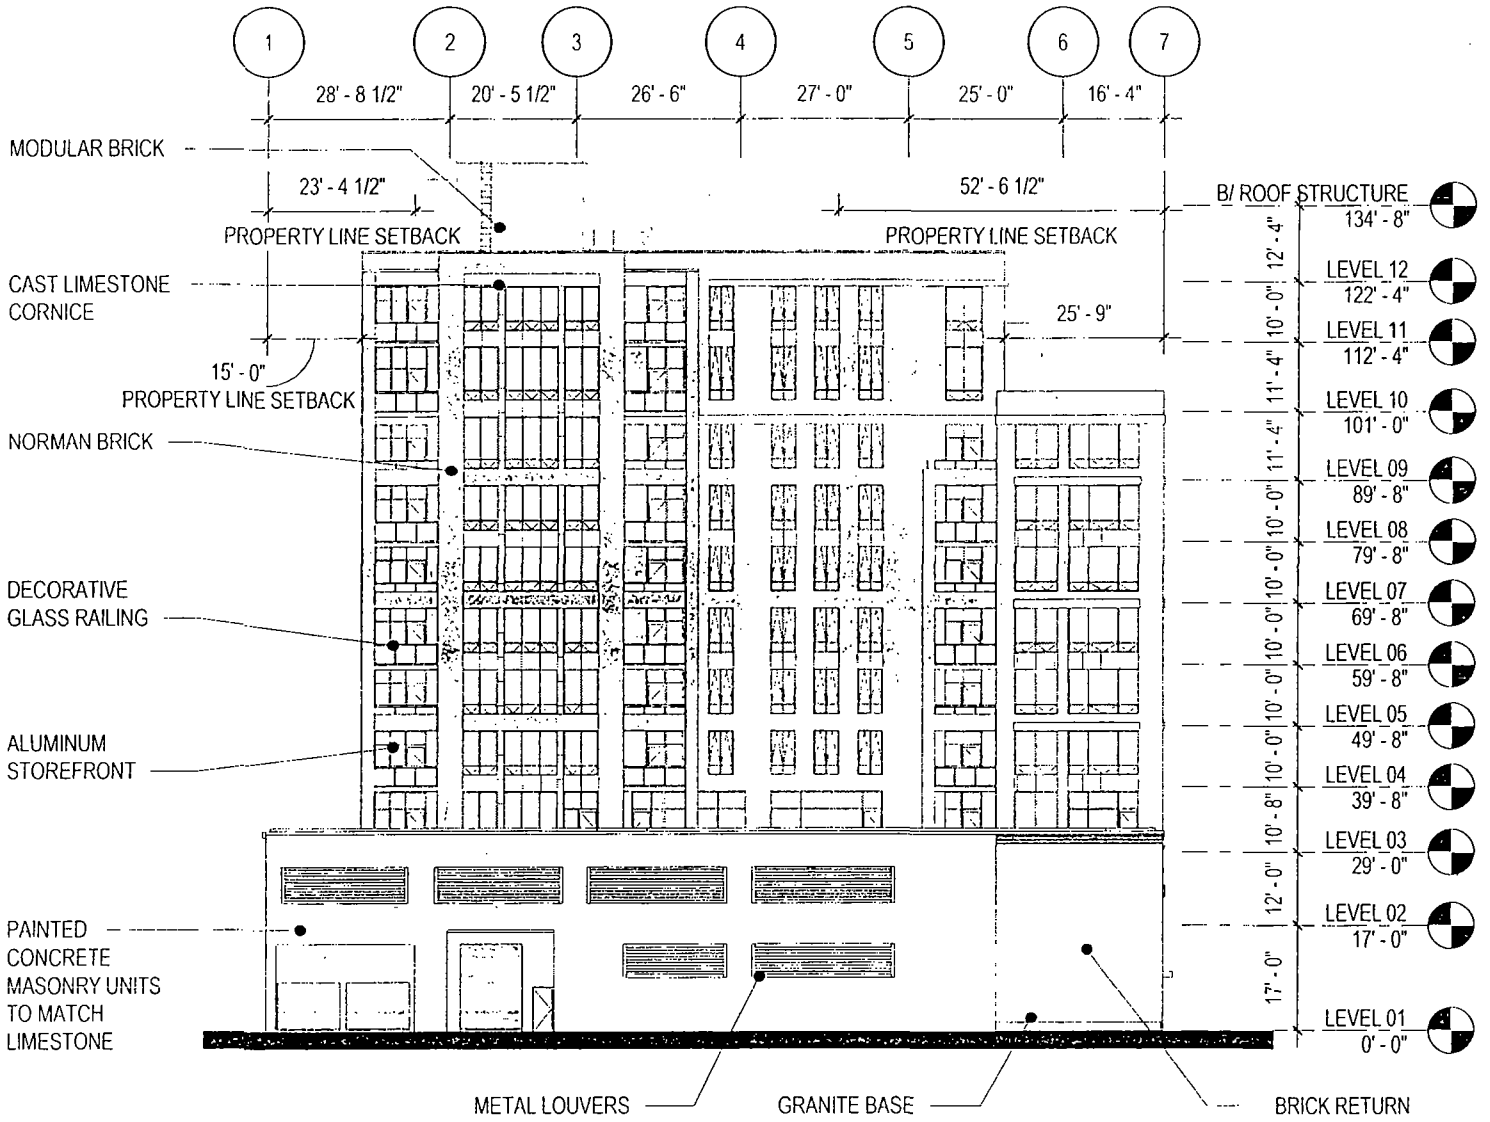 1 2 3 4 5 6 7
28' - 8 1/2" 20' - 5 1/2" 26' - 6" 27' - 0" 25' - 0" 16' - 4"
MODULAR BRICK
23' - 4 1/2" 52' - 6 1/2"
PROPERTY LINE SETBACK PROPERTY LINE SETBACK
B/ ROOF STRUCTURE
134' - 8"
12' - 4"
CAST LIMESTONE
CORNICE
LEVEL 12
122' - 4"
10' - 0"
25' - 9"
LEVEL 11
112' - 4"
15' - 0"
PROPERTY LINE SETBACK
11' - 4"
LEVEL 10
101' - 0"
NORMAN BRICK
11' - 4"
LEVEL 09
89' - 8"
10' - 0"
LEVEL 08
79' - 8"
10' - 0"
DECORATIVE
GLASS RAILING
LEVEL 07
69' - 8"
10' - 0"
LEVEL 06
59' - 8"
10' - 0"
LEVEL 05
49' - 8"
ALUMINUM
STOREFRONT
10' - 0"
LEVEL 04
39' - 8"
10' - 8"
LEVEL 03
29' - 0"
12' - 0"
LEVEL 02
17' - 0"
PAINTED
CONCRETE
MASONRY UNITS
TO MATCH
LIMESTONE
17' - 0"
LEVEL 01
0' - 0"
METAL LOUVERS GRANITE BASE BRICK RETURN